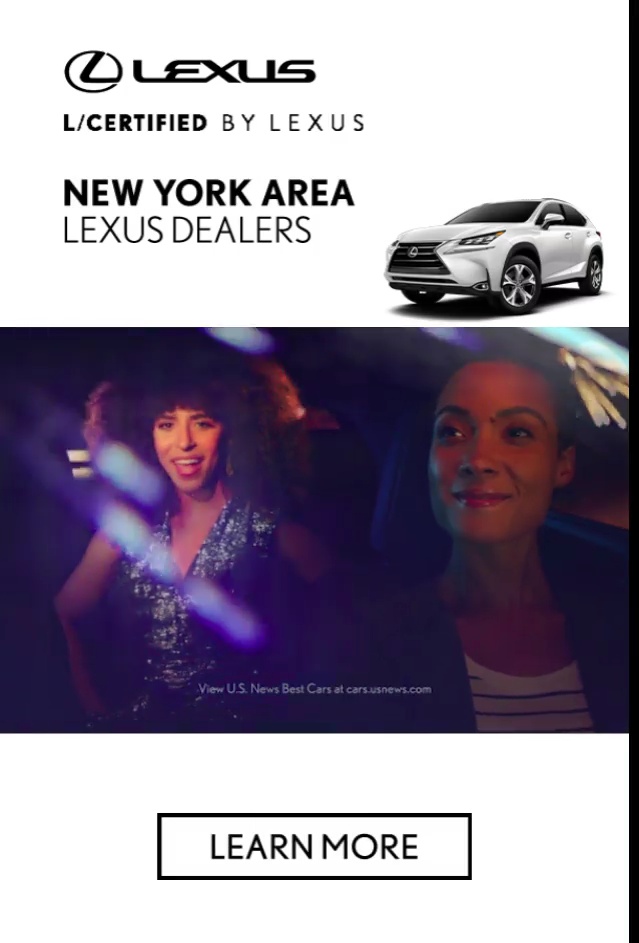 LEXUS
L/CERTIFIED BY LEXUS
NEW YORK AREA
LEXUS DEALERS
View U.S. News Best Cars at cars.usnews.com
LEARN MORE